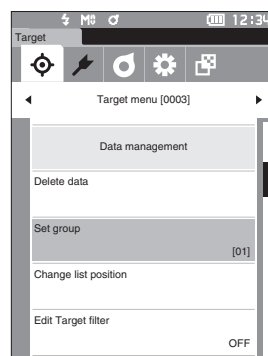 M0 12:34
Target
Target menu [0003]
Data management
Delete data
Set group
[01]
Change list position
Edit Target filter
OFF